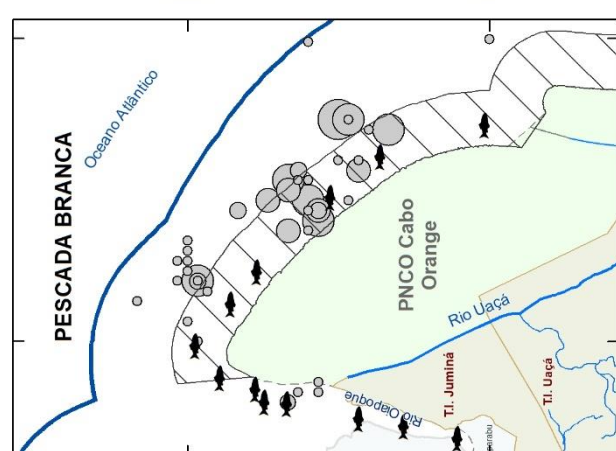 PESCADA BRANCA
Oceano Atlântico
PNCO Cabo
Orange
Rio Uaçá
T.I. Juminá
T.I. Uaçá
Rio Oiapoque